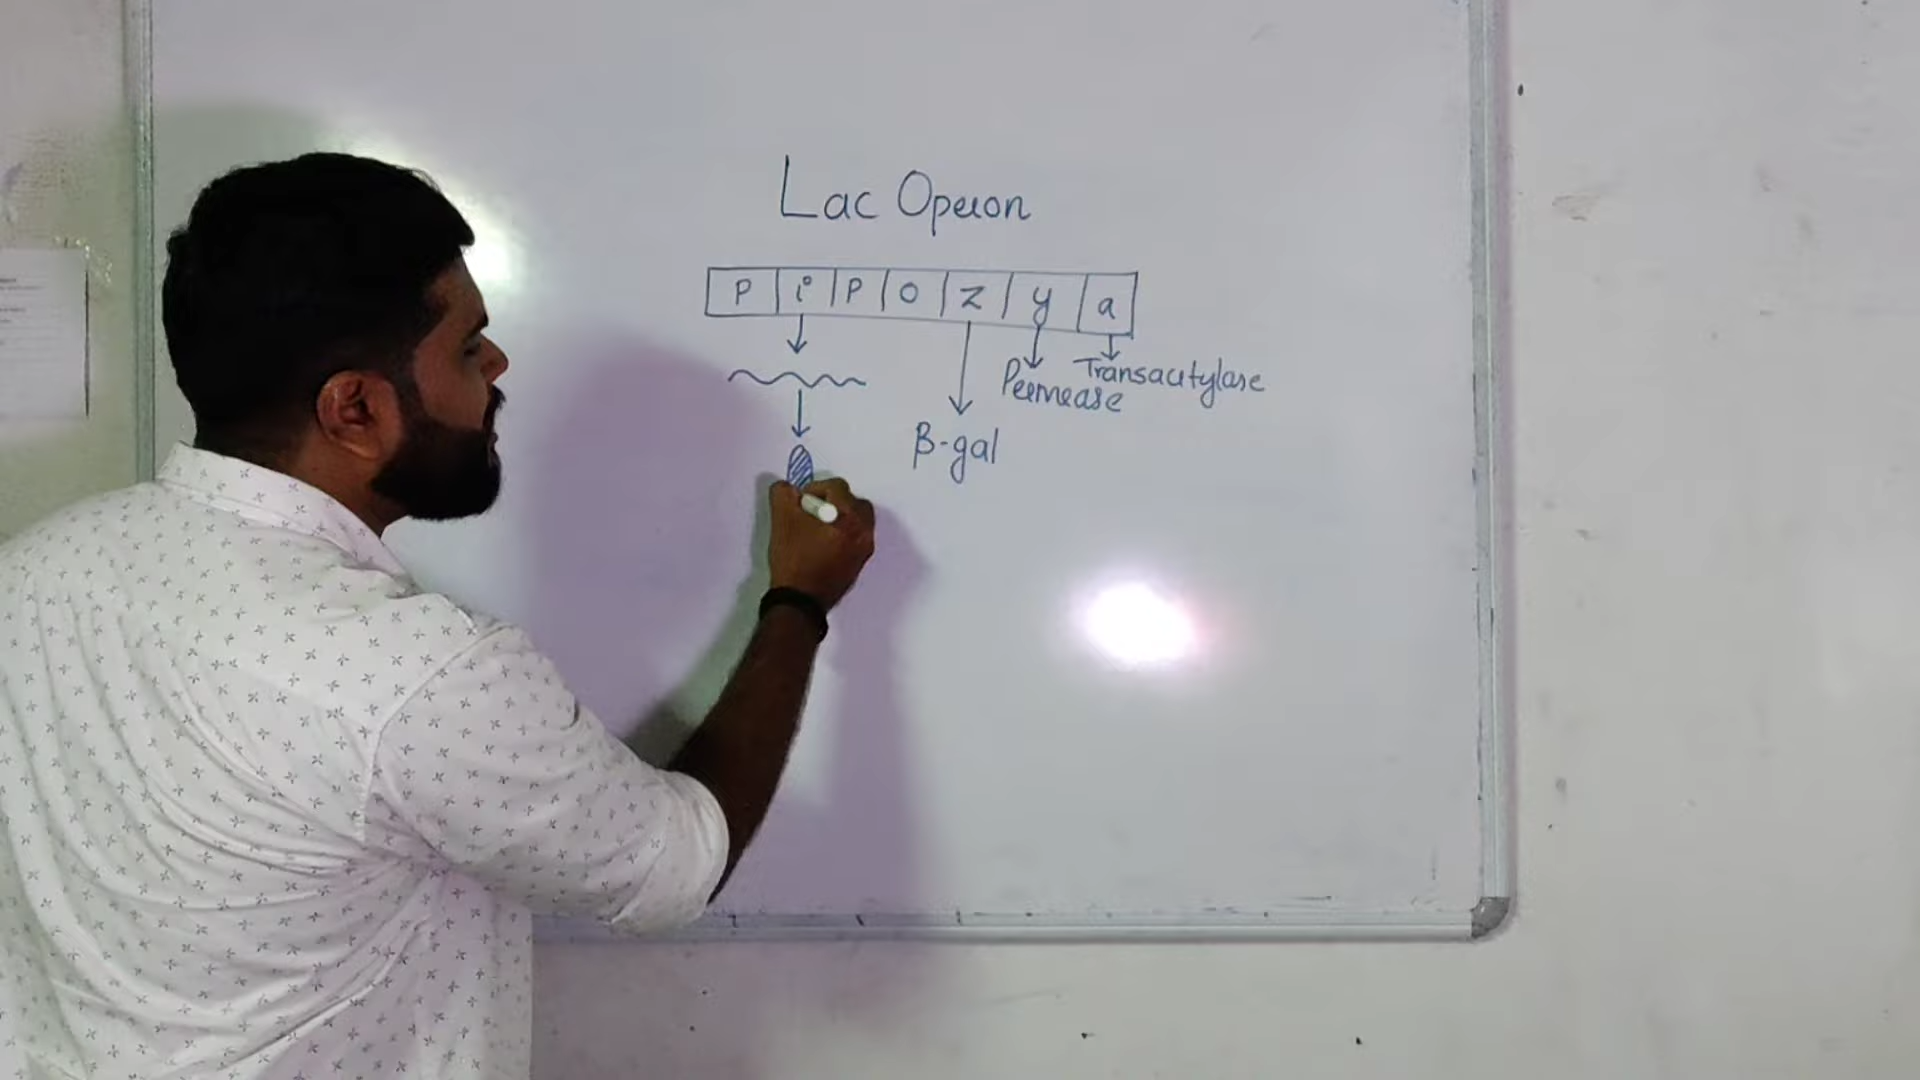 Lac Operon
P i P O z y a
Permease Transacetylase
β-gal